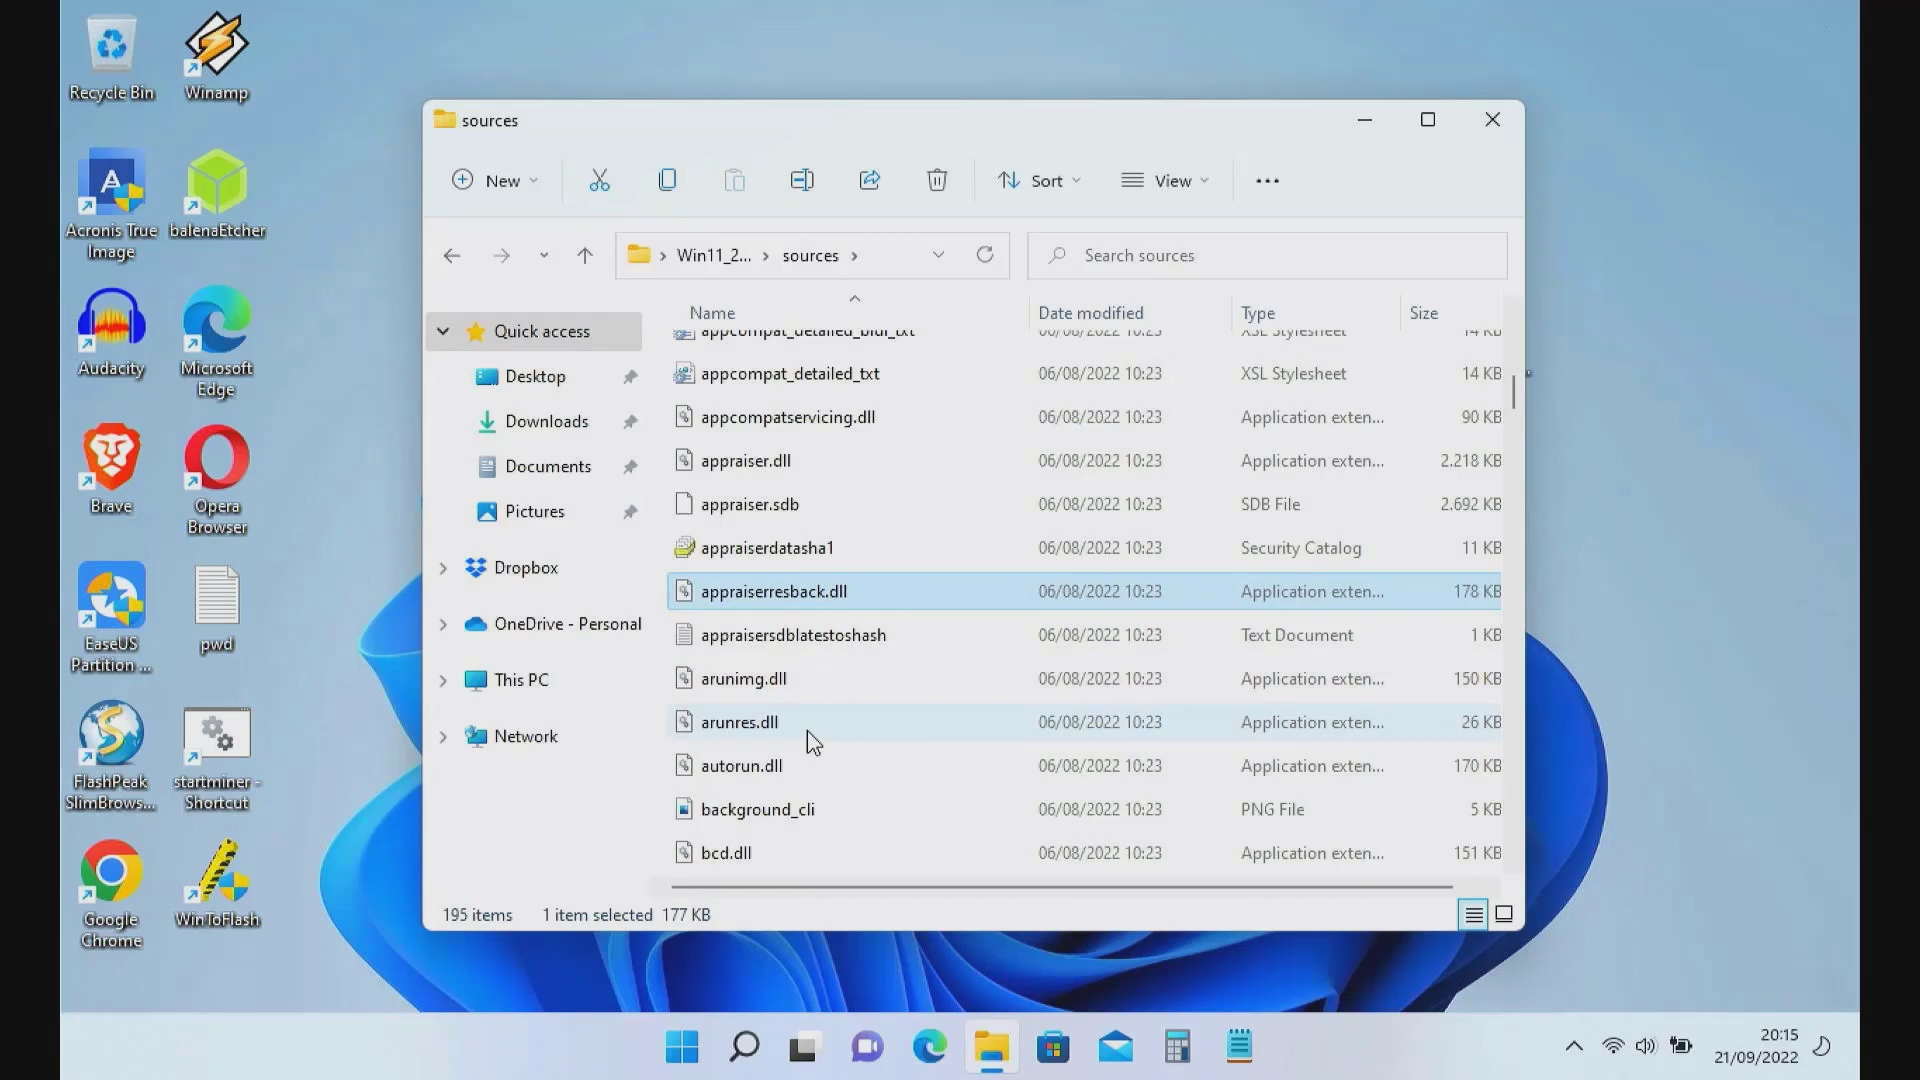 Recycle Bin
Winamp
Acronis True
Image
balenaEtcher
Audacity
Microsoft
Edge
Brave
Opera
Browser
EaseUS
Partition ...
pwd
FlashPeak
SlimBrows...
startminer -
Shortcut
Google
Chrome
WinToFlash
sources
New
Sort
View
Win11_2...
sources
Search sources
Quick access
Desktop
Downloads
Documents
Pictures
Dropbox
OneDrive - Personal
This PC
Network
Name Date modified Type Size
appcompat_detailed_bidi_txt 06/08/2022 10:23 XSL Stylesheet 14 KB
appcompat_detailed_txt 06/08/2022 10:23 XSL Stylesheet 14 KB
appcompatservicing.dll 06/08/2022 10:23 Application exten... 90 KB
appraiser.dll 06/08/2022 10:23 Application exten... 2.218 KB
appraiser.sdb 06/08/2022 10:23 SDB File 2.692 KB
appraiserdatasha1 06/08/2022 10:23 Security Catalog 11 KB
appraiserresback.dll 06/08/2022 10:23 Application exten... 178 KB
appraisersdblatestoshash 06/08/2022 10:23 Text Document 1 KB
arunimg.dll 06/08/2022 10:23 Application exten... 150 KB
arunres.dll 06/08/2022 10:23 Application exten... 26 KB
autorun.dll 06/08/2022 10:23 Application exten... 170 KB
background_cli 06/08/2022 10:23 PNG File 5 KB
bcd.dll 06/08/2022 10:23 Application exten... 151 KB
195 items 1 item selected 177 KB
20:15
21/09/2022